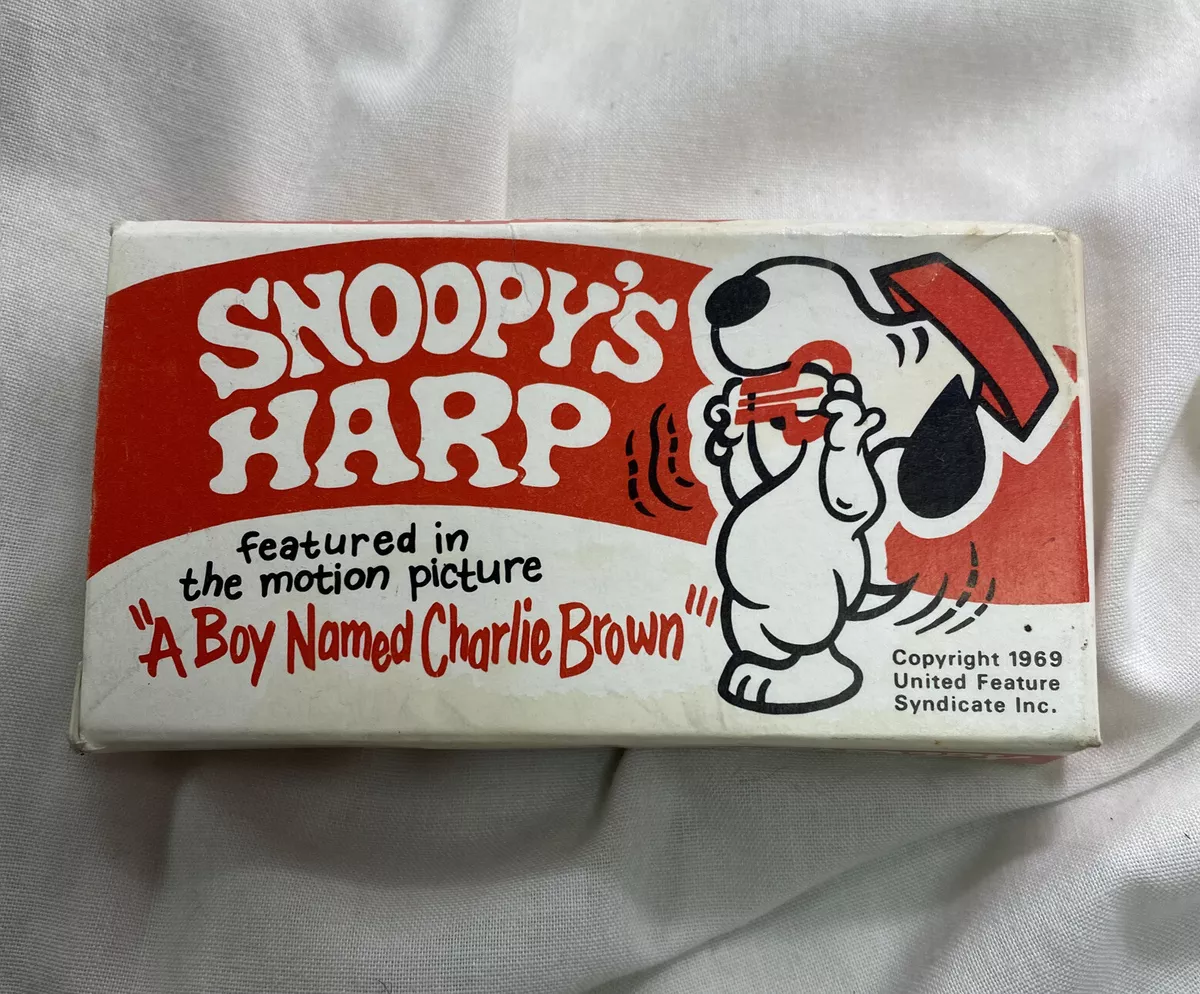 SNOOPY'S
HARP
featured in
the motion picture
"A Boy Named Charlie Brown"
Copyright 1969
United Feature
Syndicate Inc.